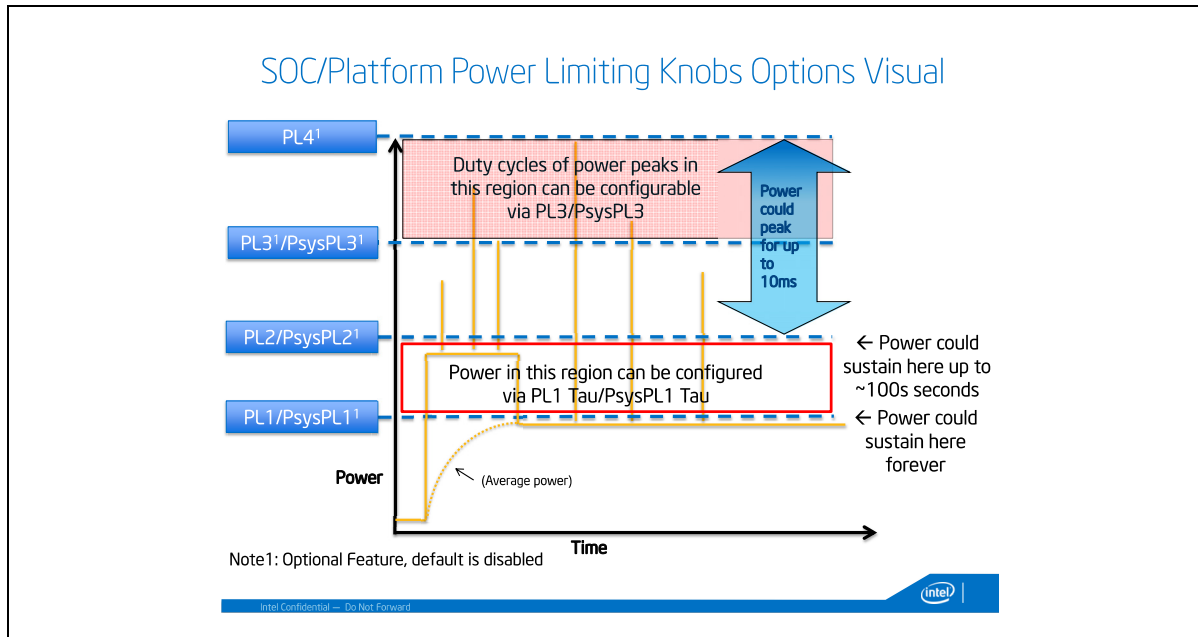 SOC/Platform Power Limiting Knobs Options Visual
PL4¹
Duty cycles of power peaks in
this region can be configurable
via PL3/PsysPL3
Power
could
peak
for up
to
10ms
PL3¹/PsysPL3¹
PL2/PsysPL2¹
← Power could
sustain here up to
~100s seconds
Power in this region can be configured
via PL1 Tau/PsysPL1 Tau
PL1/PsysPL1¹
← Power could
sustain here
forever
Power
(Average power)
Time
Note1: Optional Feature, default is disabled
Intel Confidential — Do Not Forward
intel